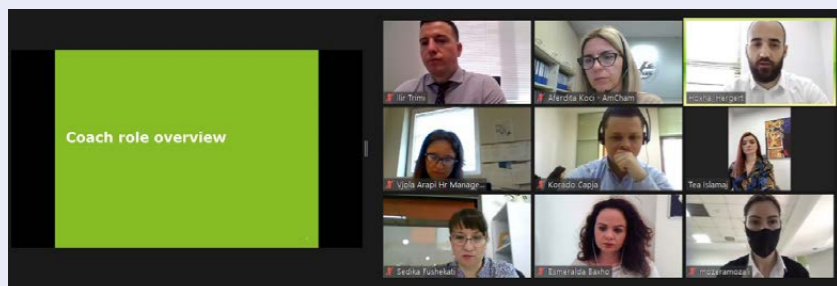 Coach role overview
Ilir Trimi
Aferdita Koci - AmCham
Hoxha, Hergert
Vjola Arapi Hr Manage...
Korado Capja
Tea Islamaj
Sedika Pushekati
Esmeralda Baxho